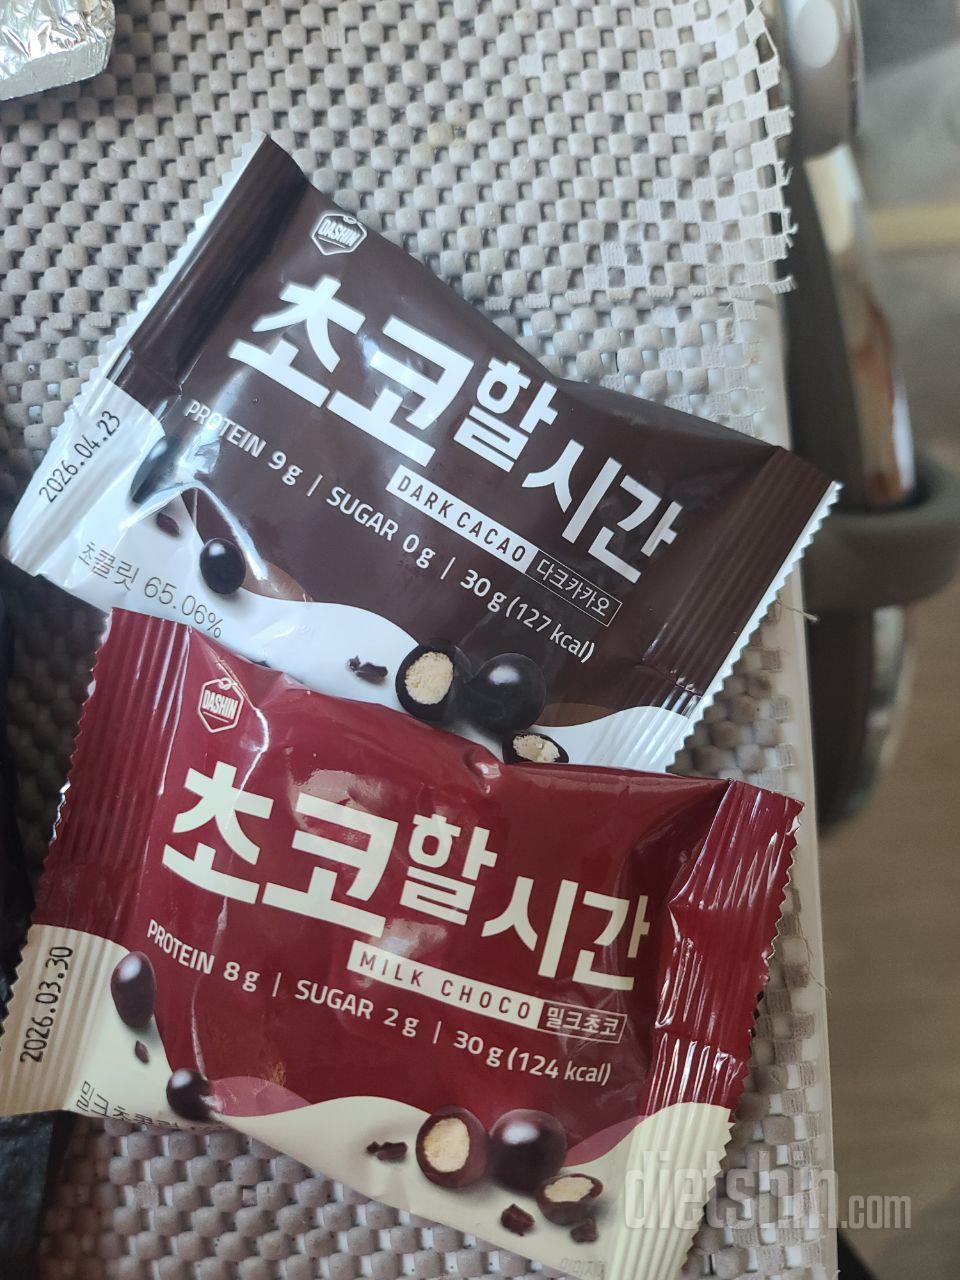 DASHIN
초코할시간
DARK CACAO 다크카카오
PROTEIN 9g | SUGAR 0g | 30g (127 kcal)
2026.04.23
초콜릿 65.06%
DASHIN
초코할시간
MILK CHOCO 밀크초코
PROTEIN 8g | SUGAR 2g | 30g (124 kcal)
2026.03.30
dietshin.com